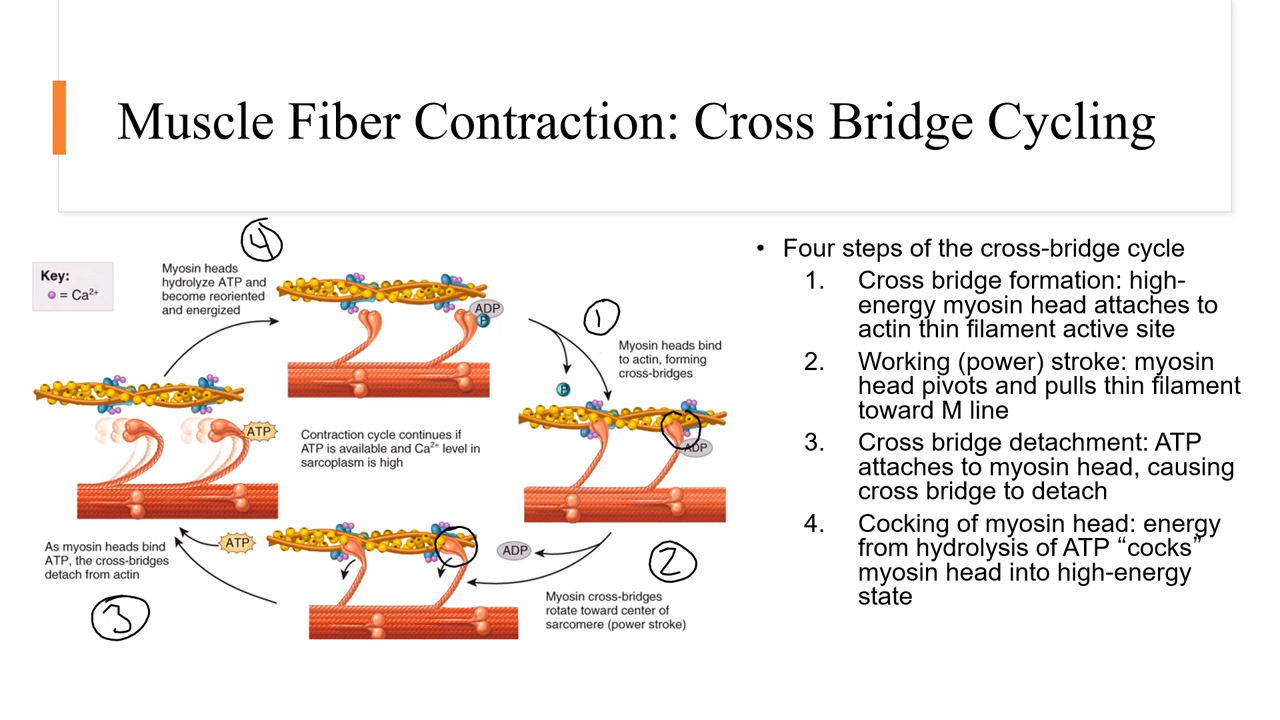 Muscle Fiber Contraction: Cross Bridge Cycling
4
Key:
= Ca²⁺
Myosin heads
hydrolyze ATP and
become reoriented
and energized
ADP
P
1
Myosin heads bind
to actin, forming
cross-bridges
P
ADP
ATP
Contraction cycle continues if
ATP is available and Ca²⁺ level in
sarcoplasm is high
ATP
ADP
2
As myosin heads bind
ATP, the cross-bridges
detach from actin
3
Myosin cross-bridges
rotate toward center of
sarcomere (power stroke)
• Four steps of the cross-bridge cycle
1. Cross bridge formation: high-
energy myosin head attaches to
actin thin filament active site
2. Working (power) stroke: myosin
head pivots and pulls thin filament
toward M line
3. Cross bridge detachment: ATP
attaches to myosin head, causing
cross bridge to detach
4. Cocking of myosin head: energy
from hydrolysis of ATP “cocks”
myosin head into high-energy
state